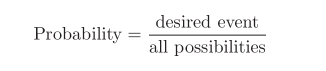 Probability = desired event / all possibilities